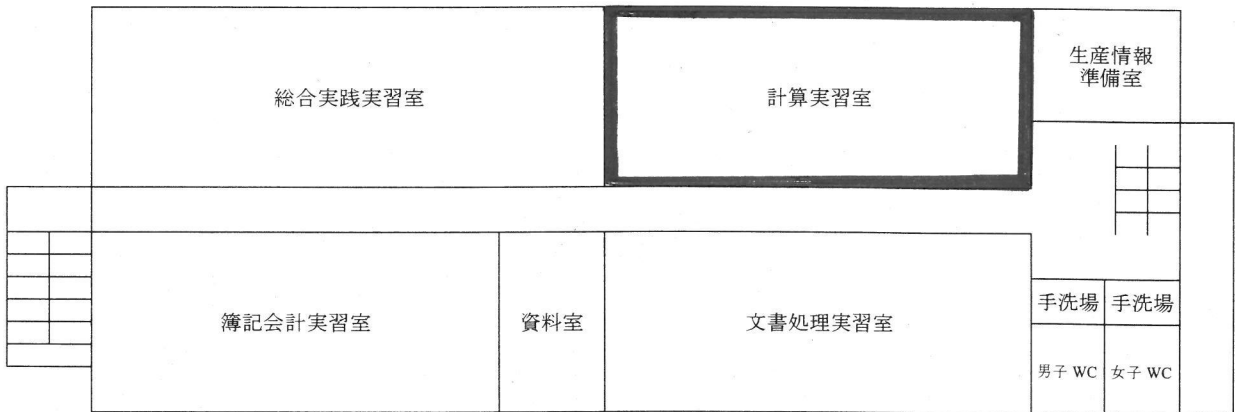 総合実践実習室
計算実習室
生産情報
準備室
簿記会計実習室
資料室
文書処理実習室
手洗場
手洗場
男子 WC
女子 WC